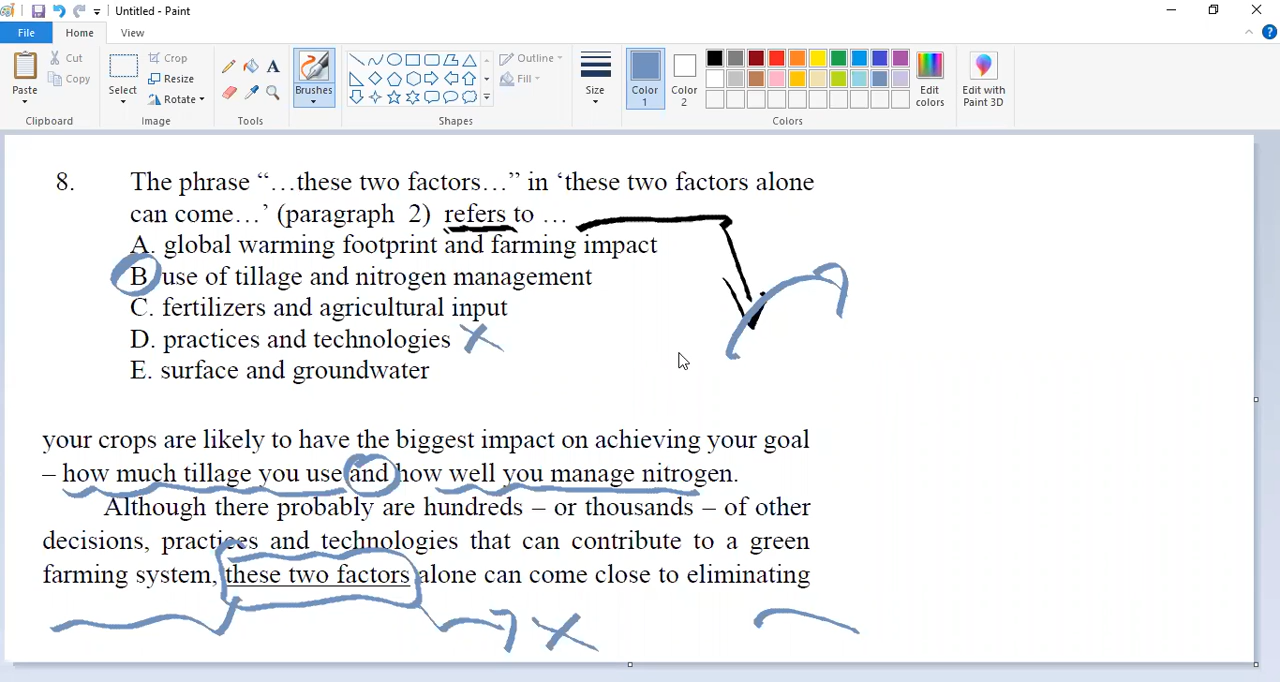 Untitled - Paint
File
Home
View
Paste
Cut
Copy
Clipboard
Select
Crop
Resize
Rotate
Image
A
Tools
Brushes
Outline
Fill
Shapes
Size
Color 1
Color 2
Edit colors
Colors
Edit with Paint 3D
8. The phrase “…these two factors…” in ‘these two factors alone
can come…’ (paragraph 2) refers to …
A. global warming footprint and farming impact
B. use of tillage and nitrogen management
C. fertilizers and agricultural input
D. practices and technologies
E. surface and groundwater
your crops are likely to have the biggest impact on achieving your goal
– how much tillage you use and how well you manage nitrogen.
Although there probably are hundreds – or thousands – of other
decisions, practices and technologies that can contribute to a green
farming system, these two factors alone can come close to eliminating